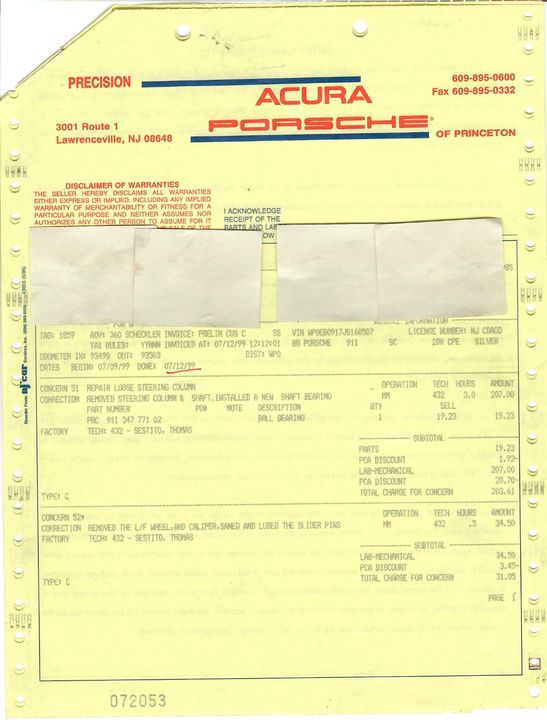 PRECISION
ACURA
PORSCHE®
OF PRINCETON
609-895-0600
Fax 609-895-0332
3001 Route 1
Lawrenceville, NJ 08648
DISCLAIMER OF WARRANTIES
THE SELLER HEREBY DISCLAIMS ALL WARRANTIES
EITHER EXPRESS OR IMPLIED, INCLUDING ANY IMPLIED
WARRANTY OF MERCHANTABILITY OR FITNESS FOR A
PARTICULAR PURPOSE AND NEITHER ASSUMES NOR
AUTHORIZES ANY OTHER PERSON TO ASSUME FOR IT
I ACKNOWLEDGE
RECEIPT OF THE
PARTS AND LAB
OW
TAG: 1859 ADV: 360 SCHECKLER INVOICE: PRELIM CUS C SS VIN WP0EB0917JS160507 LICENSE NUMBER: NJ CDAGD
TAX RULES: YYNNN INVOICED AT: 07/12/99 12:12:01 88 PORSCHE 911 SC 2DR CPE SILVER
ODOMETER IN: 93498 OUT: 93503 DIST: WPO
DATES BEGIN: 07/09/99 DONE: 07/12/99
CONCERN 51 REPAIR LOOSE STEERING COLUMN OPERATION TECH HOURS AMOUNT
CORRECTION REMOVED STEERING COLUMN & SHAFT,INSTALLED A NEW SHAFT BEARING MM 432 3.0 207.00
PART NUMBER PO# NOTE DESCRIPTION QTY SELL
PRC 911 347 771 02 BALL BEARING 1 19.23 19.23
FACTORY TECH: 432 - SESTITO, THOMAS
SUBTOTAL
PARTS 19.23
PCA DISCOUNT 1.92-
LAB-MECHANICAL 207.00
PCA DISCOUNT 20.70-
TYPE: C TOTAL CHARGE FOR CONCERN 203.61
CONCERN 52* OPERATION TECH HOURS AMOUNT
CORRECTION REMOVED THE L/F WHEEL,AND CALIPER,SANED AND LUBED THE SLIDER PINS MM 432 .5 34.50
FACTORY TECH: 432 - SESTITO, THOMAS
SUBTOTAL
LAB-MECHANICAL 34.50
PCA DISCOUNT 3.45-
TYPE: C TOTAL CHARGE FOR CONCERN 31.05
PAGE 1
072053